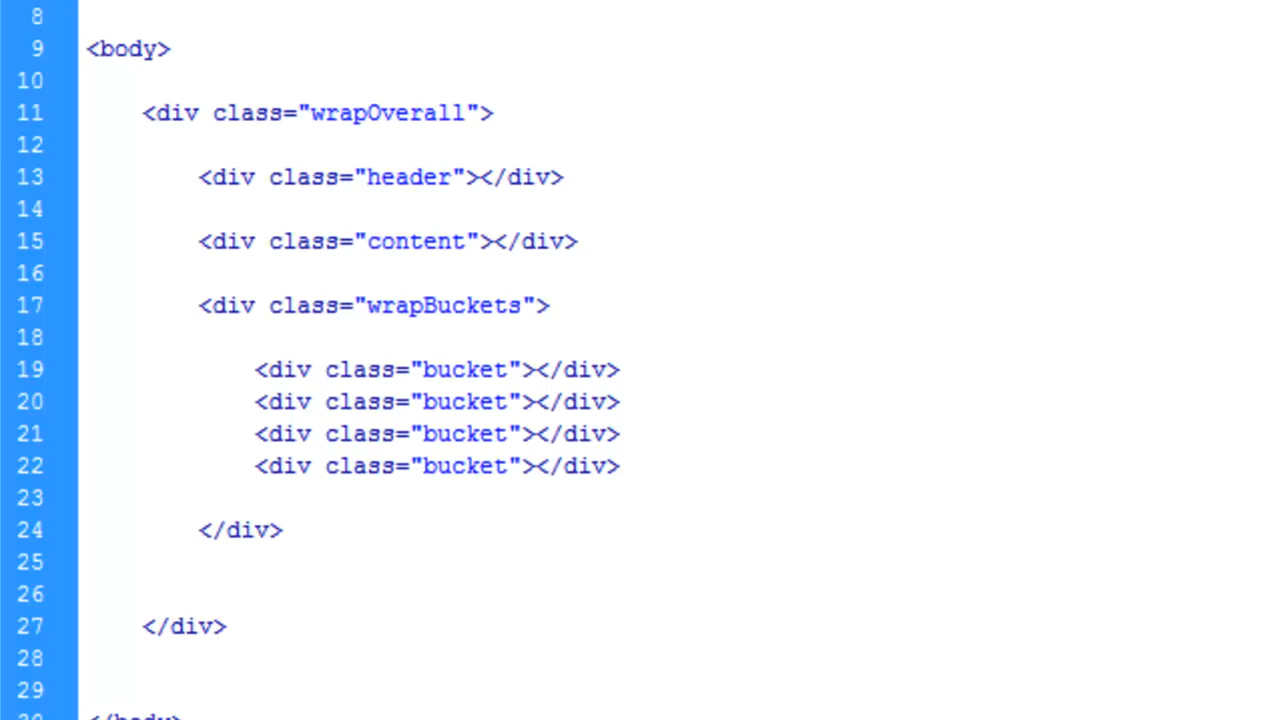 8
9 <body>
10
11 <div class="wrapOverall">
12
13 <div class="header"></div>
14
15 <div class="content"></div>
16
17 <div class="wrapBuckets">
18
19 <div class="bucket"></div>
20 <div class="bucket"></div>
21 <div class="bucket"></div>
22 <div class="bucket"></div>
23
24 </div>
25
26
27 </div>
28
29
30 </body>